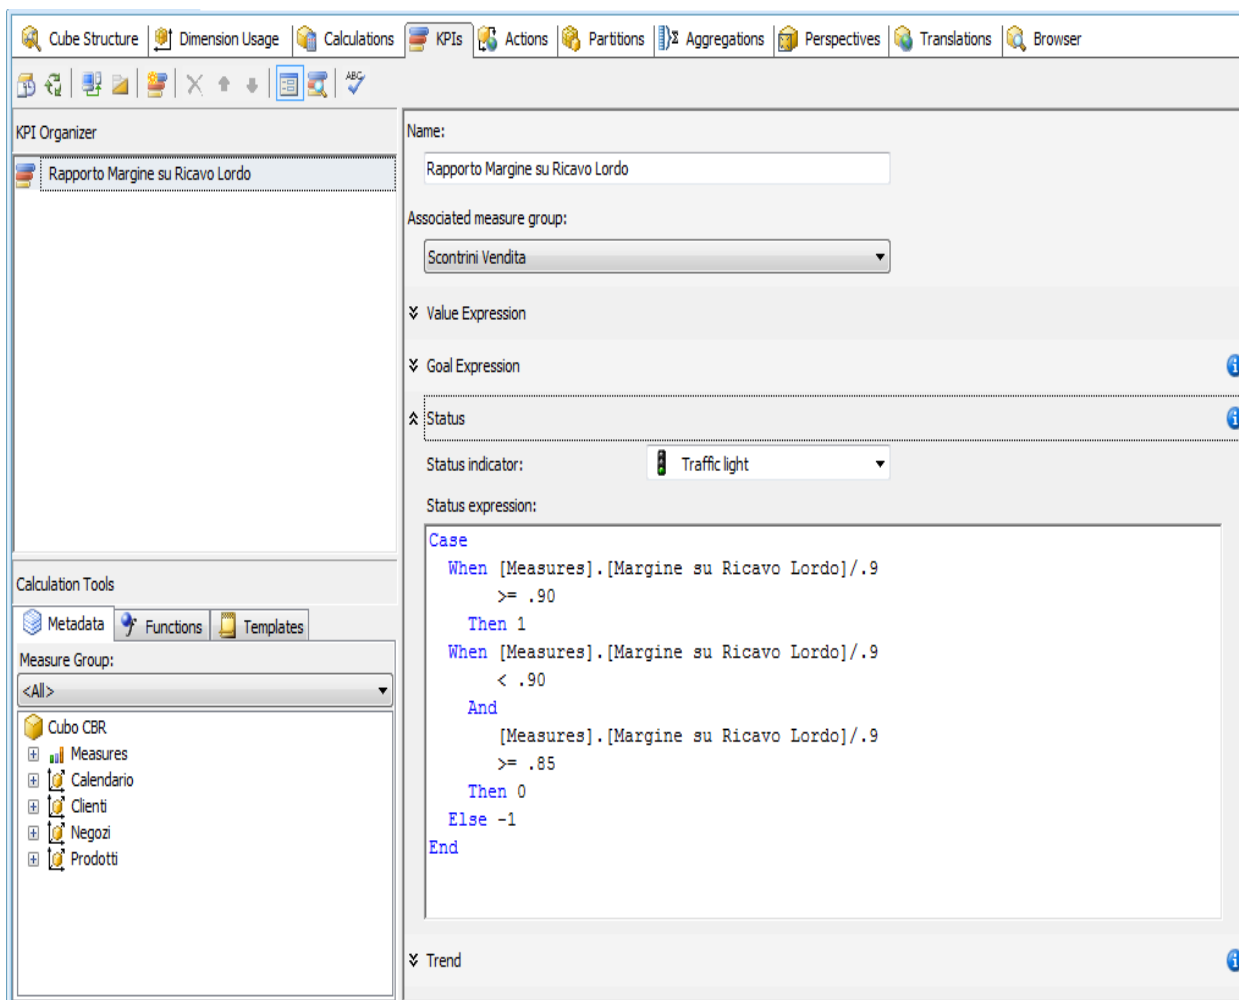 Cube Structure Dimension Usage Calculations KPIs Actions Partitions Aggregations Perspectives Translations Browser
ABC
KPI Organizer
Rapporto Margine su Ricavo Lordo
Name:
Rapporto Margine su Ricavo Lordo
Associated measure group:
Scontrini Vendita
Value Expression
Goal Expression
Status
Status indicator: Traffic light
Status expression:
Case
When [Measures].[Margine su Ricavo Lordo]/.9
>= .90
Then 1
When [Measures].[Margine su Ricavo Lordo]/.9
< .90
And
[Measures].[Margine su Ricavo Lordo]/.9
>= .85
Then 0
Else -1
End
Trend
Calculation Tools
Metadata Functions Templates
Measure Group:
<All>
Cubo CBR
Measures
Calendario
Clienti
Negozi
Prodotti